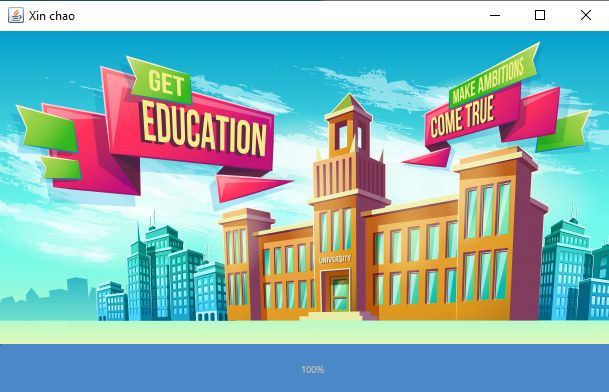 Xin chao
GET
EDUCATION
MAKE AMBITIONS
COME TRUE
UNIVERSITY
100%